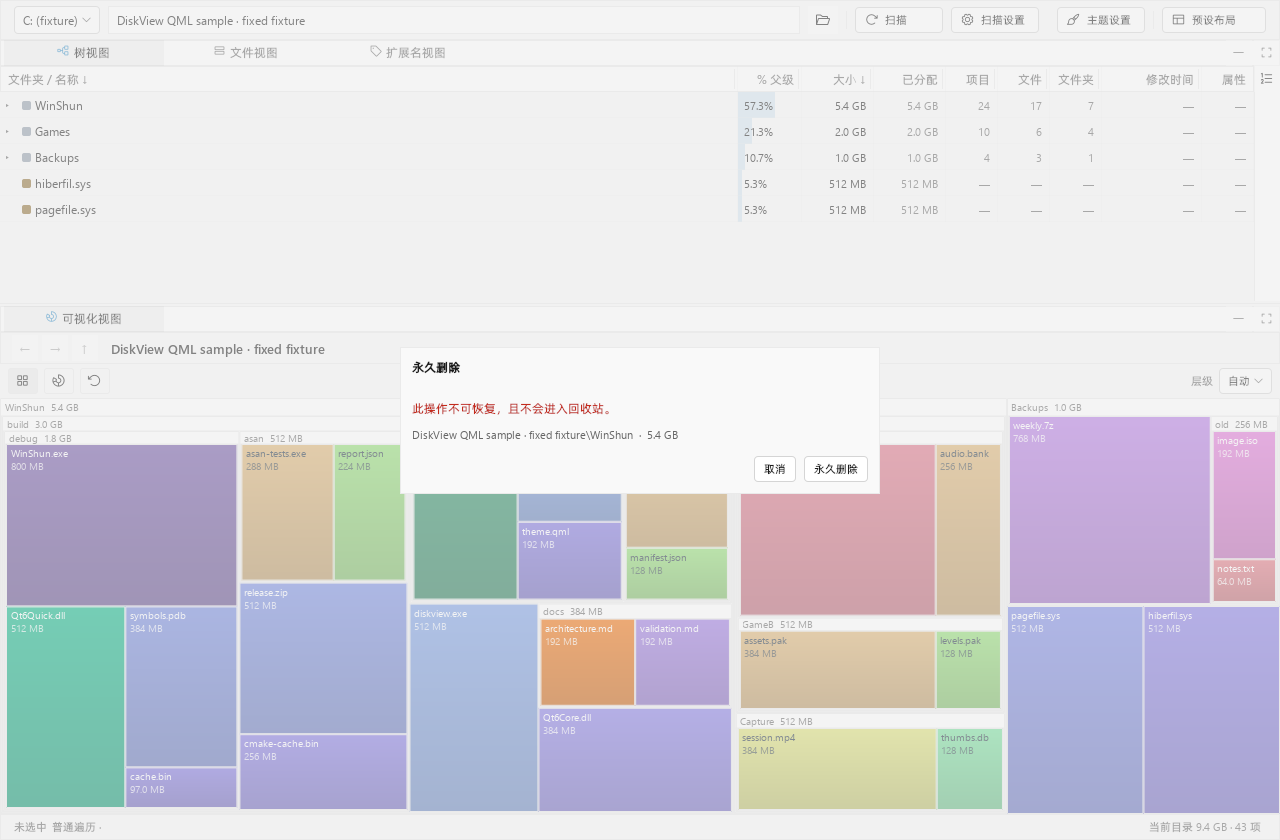 C: (fixture)
DiskView QML sample · fixed fixture
扫描
扫描设置
主题设置
预设布局
树视图
文件视图
扩展名视图
文件夹 / 名称 ↓ % 父级 大小 ↓ 已分配 项目 文件 文件夹 修改时间 属性
WinShun 57.3% 5.4 GB 5.4 GB 24 17 7 — —
Games 21.3% 2.0 GB 2.0 GB 10 6 4 — —
Backups 10.7% 1.0 GB 1.0 GB 4 3 1 — —
hiberfil.sys 5.3% 512 MB 512 MB — — — — —
pagefile.sys 5.3% 512 MB 512 MB — — — — —
可视化视图
← → ↑ DiskView QML sample · fixed fixture
层级 自动
永久删除
此操作不可恢复，且不会进入回收站。
DiskView QML sample · fixed fixture\WinShun · 5.4 GB
取消
永久删除
WinShun 5.4 GB
build 3.0 GB
debug 1.8 GB
WinShun.exe
800 MB
Qt6Quick.dll
512 MB
symbols.pdb
384 MB
cache.bin
97.0 MB
asan 512 MB
asan-tests.exe
288 MB
report.json
224 MB
release.zip
512 MB
cmake-cache.bin
256 MB
theme.qml
192 MB
manifest.json
128 MB
diskview.exe
512 MB
docs 384 MB
architecture.md
192 MB
validation.md
192 MB
Qt6Core.dll
384 MB
audio.bank
256 MB
GameB 512 MB
assets.pak
384 MB
levels.pak
128 MB
Capture 512 MB
session.mp4
384 MB
thumbs.db
128 MB
Backups 1.0 GB
weekly.7z
768 MB
old 256 MB
image.iso
192 MB
notes.txt
64.0 MB
pagefile.sys
512 MB
hiberfil.sys
512 MB
未选中 普通遍历 ·
当前目录 9.4 GB · 43 项